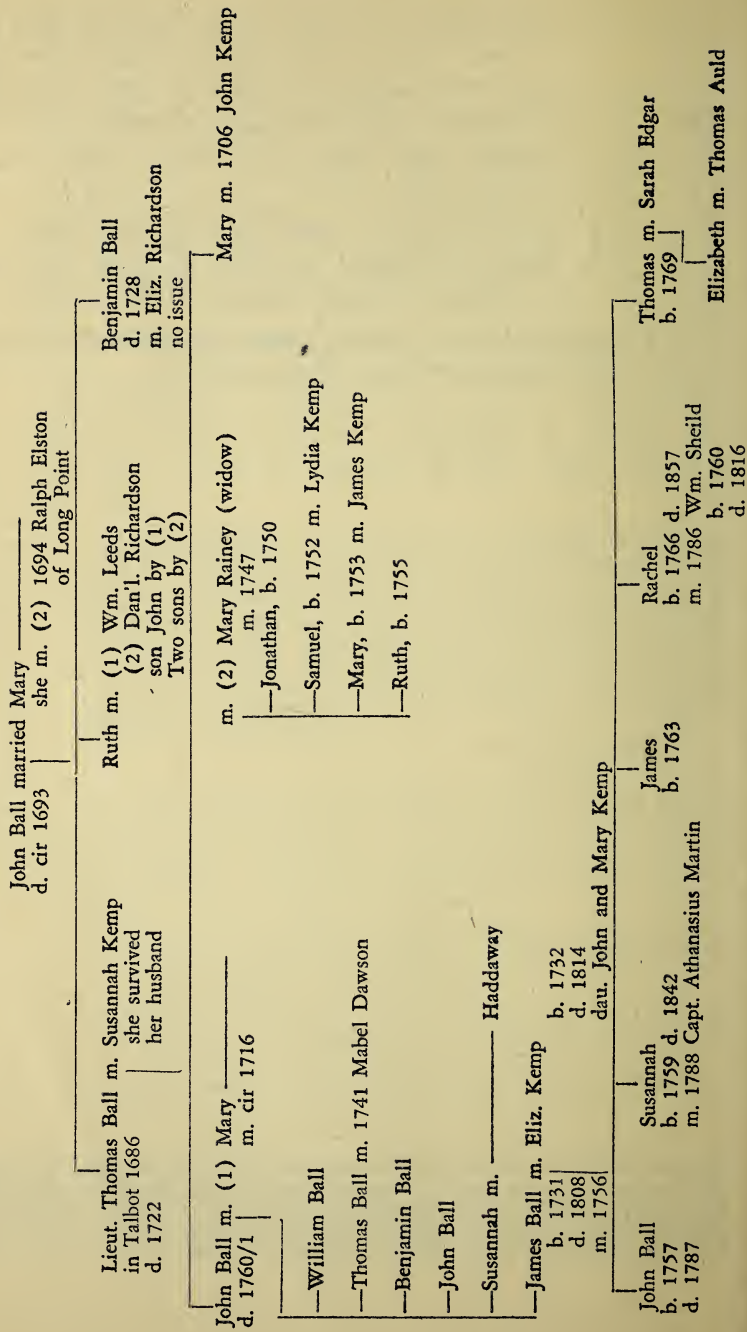 John Ball married Mary ———
d. cir 1693
she m. (2) 1694 Ralph Elston
of Long Point
Lieut. Thomas Ball m. Susannah Kemp
in Talbot 1686
she survived
d. 1722
her husband
Ruth m. (1) Wm. Leeds
(2) Dan'l. Richardson
son John by (1)
Two sons by (2)
Benjamin Ball
d. 1728
m. Eliz. Richardson
no issue
John Ball m. (1) Mary ———
d. 1760/1
m. cir 1716
m. (2) Mary Rainey (widow)
m. 1747
Mary m. 1706 John Kemp
—William Ball
—Thomas Ball m. 1741 Mabel Dawson
—Benjamin Ball
—John Ball
—Susannah m. ——— Haddaway
—James Ball m. Eliz. Kemp
b. 1731
d. 1808
m. 1756
b. 1732
d. 1814
dau. John and Mary Kemp
—Jonathan, b. 1750
—Samuel, b. 1752 m. Lydia Kemp
—Mary, b. 1753 m. James Kemp
—Ruth, b. 1755
John Ball
b. 1757
d. 1787
Susannah
b. 1759 d. 1842
m. 1788 Capt. Athanasius Martin
James
b. 1763
Rachel
b. 1766 d. 1857
m. 1786 Wm. Sheild
b. 1760
d. 1816
Thomas m. Sarah Edgar
b. 1769
Elizabeth m. Thomas Auld